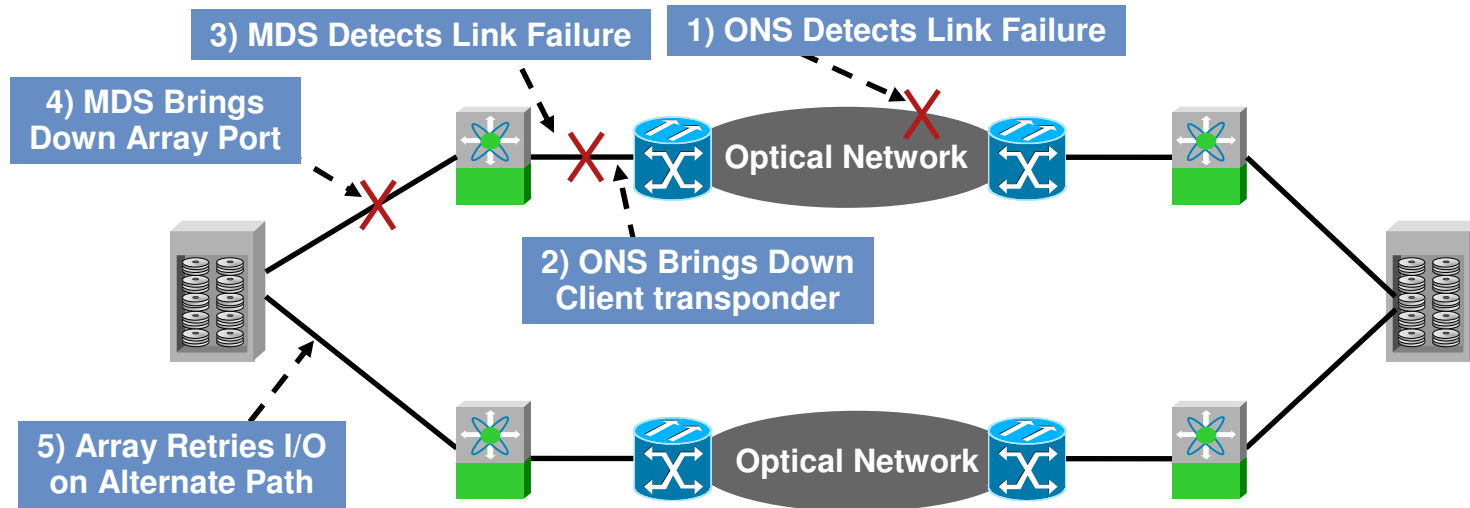 3) MDS Detects Link Failure
1) ONS Detects Link Failure
4) MDS Brings
Down Array Port
Optical Network
2) ONS Brings Down
Client transponder
5) Array Retries I/O
on Alternate Path
Optical Network